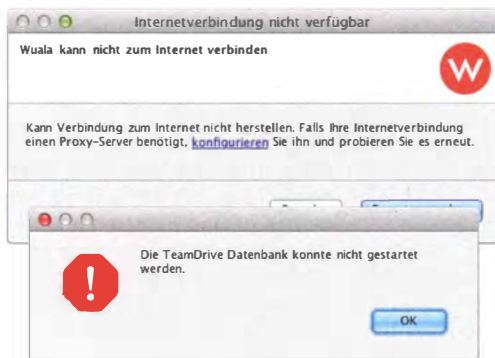 Internetverbindung nicht verfügbar
Wuala kann nicht zum Internet verbinden
W
Kann Verbindung zum Internet nicht herstellen. Falls Ihre Internetverbindung
einen Proxy-Server benötigt, konfigurieren Sie ihn und probieren Sie es erneut.
Die TeamDrive Datenbank konnte nicht gestartet
werden.
!
OK